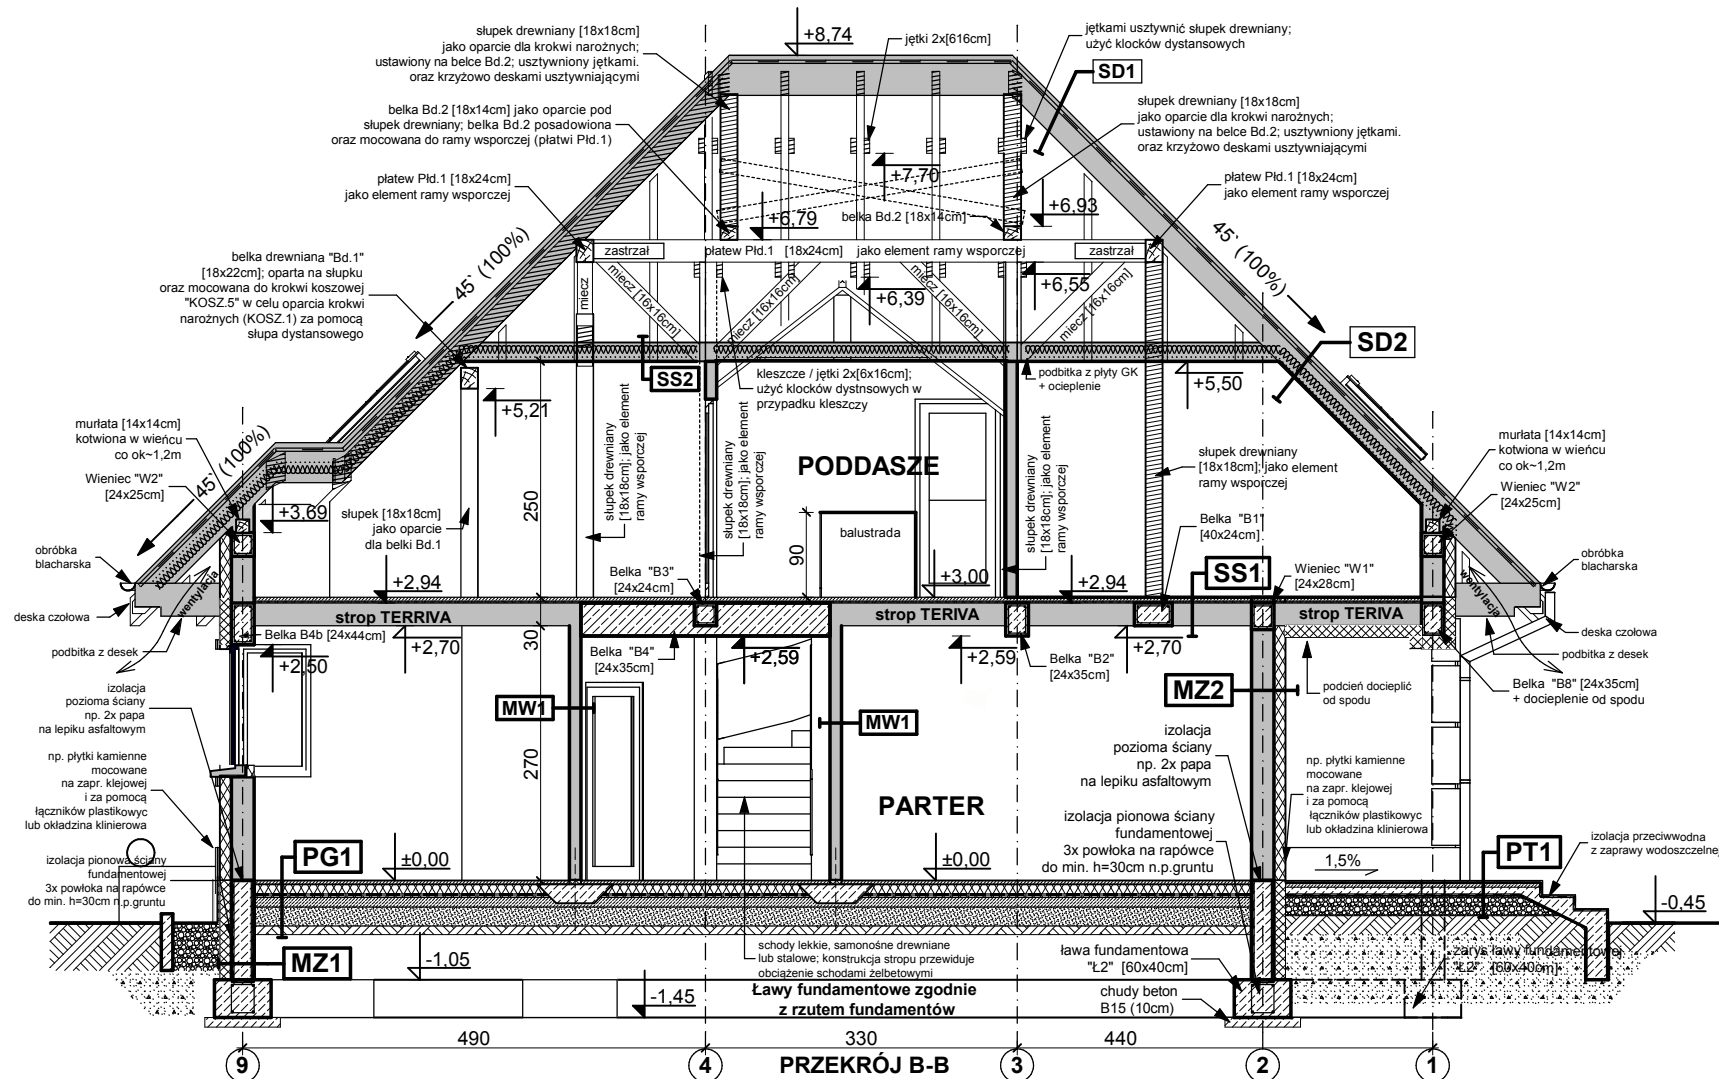 +8,74
słupek drewniany [18x18cm]
jako oparcie dla krokwi narożnych;
ustawiony na belce Bd.2; usztywniony jętkami.
oraz krzyżowo deskami usztywniającymi
jętki 2x[616cm]
jętkami usztywnić słupek drewniany;
użyć klocków dystansowych
SD1
belka Bd.2 [18x14cm] jako oparcie pod
słupek drewniany; belka Bd.2 posadowiona
oraz mocowana do ramy wsporczej (płatwi Płd.1)
słupek drewniany [18x18cm]
jako oparcie dla krokwi narożnych;
ustawiony na belce Bd.2; usztywniony jętkami.
oraz krzyżowo deskami usztywniającymi
+7,70
płatew Płd.1 [18x24cm]
jako element ramy wsporczej
+6,79
belka Bd.2 [18x14cm]
+6,93
płatew Płd.1 [18x24cm]
jako element ramy wsporczej
zastrzał
płatew Płd.1 [18x24cm] jako element ramy wsporczej
zastrzał
45` (100%)
45` (100%)
belka drewniana "Bd.1"
[18x22cm]; oparta na słupku
oraz mocowana do krokwi koszowej
"KOSZ.5" w celu oparcia krokwi
narożnych (KOSZ.1) za pomocą
słupa dystansowego
miecz
miecz [16x16cm]
miecz [16x16cm]
+6,39
miecz [16x16cm]
+6,55
miecz [16x16cm]
SD2
SS2
kleszcze / jętki 2x[6x16cm];
użyć klocków dystnsowych w
przypadku kleszczy
podbitka z płyty GK
+ ocieplenie
+5,50
+5,21
murłata [14x14cm]
kotwiona w wieńcu
co ok~1,2m
45` (100%)
Wieniec "W2"
[24x25cm]
+3,69
słupek [18x18cm]
jako oparcie
dla belki Bd.1
250
słupek drewniany
[18x18cm]; jako element
ramy wsporczej
słupek drewniany
[18x18cm]; jako element
ramy wsporczej
PODDASZE
90
balustrada
słupek drewniany
[18x18cm]; jako element
ramy wsporczej
słupek drewniany
[18x18cm]; jako element
ramy wsporczej
murłata [14x14cm]
kotwiona w wieńcu
co ok~1,2m
Wieniec "W2"
[24x25cm]
Belka "B1"
[40x24cm]
obróbka
blacharska
wentylacja
+2,94
Belka "B3"
[24x24cm]
+3,00
+2,94
SS1
Wieniec "W1"
[24x28cm]
wentylacja
obróbka
blacharska
deska czołowa
strop TERRIVA
strop TERIVA
strop TERIVA
deska czołowa
podbitka z desek
Belka B4b [24x44cm]
+2,50
+2,70
30
Belka "B4"
[24x35cm]
+2,59
+2,59
Belka "B2"
[24x35cm]
+2,70
podbitka z desek
Belka "B8" [24x35cm]
+ docieplenie od spodu
MZ2
podcień docieplić
od spodu
izolacja
pozioma ściany
np. 2x papa
na lepiku asfaltowym
MW1
MW1
izolacja
pozioma ściany
np. 2x papa
na lepiku asfaltowym
np. płytki kamienne
mocowane
na zapr. klejowej
i za pomocą
łączników plastikowyc
lub okładzina klinierowa
270
PARTER
np. płytki kamienne
mocowane
na zapr. klejowej
i za pomocą
łączników plastikowyc
lub okładzina klinierowa
izolacja pionowa ściany
fundamentowej
3x powłoka na rapówce
do min. h=30cm n.p.gruntu
izolacja pionowa ściany
fundamentowej
3x powłoka na rapówce
do min. h=30cm n.p.gruntu
PG1
±0,00
±0,00
1,5%
PT1
izolacja przeciwwodna
z zaprawy wodoszczelnej
-0,45
MZ1
-1,05
schody lekkie, samonośne drewniane
lub stalowe; konstrukcja stropu przewiduje
obciążenie schodami żelbetowymi
ława fundamentowa
"Ł2" [60x40cm]
zarys ławy fundamentowej
"Ł2" [60x40cm]
-1,45
Ławy fundamentowe zgodnie
z rzutem fundamentów
chudy beton
B15 (10cm)
490
330
440
9
4
PRZEKRÓJ B-B
3
2
1